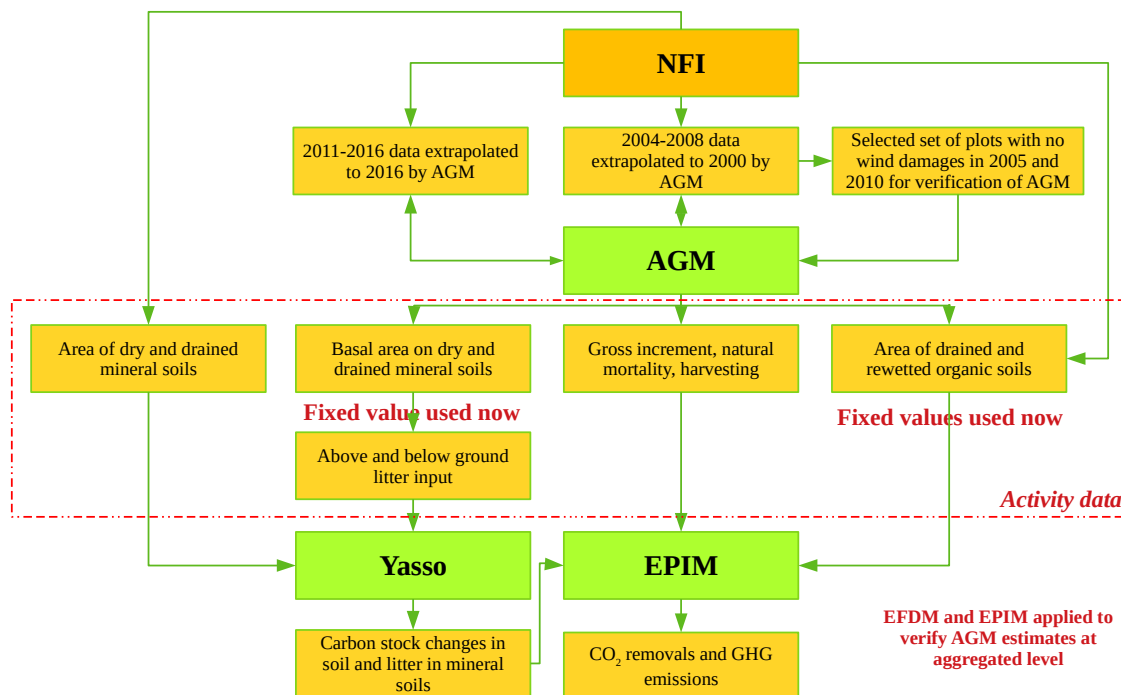 NFI
2011-2016 data extrapolated
to 2016 by AGM
2004-2008 data
extrapolated to 2000 by
AGM
Selected set of plots with no
wind damages in 2005 and
2010 for verification of AGM
AGM
Area of dry and drained
mineral soils
Basal area on dry and
drained mineral soils
Gross increment, natural
mortality, harvesting
Area of drained and
rewetted organic soils
Fixed value used now
Fixed values used now
Above and below ground
litter input
Activity data
Yasso
EPIM
Carbon stock changes in
soil and litter in mineral
soils
CO₂ removals and GHG
emissions
EFDM and EPIM applied to
verify AGM estimates at
aggregated level